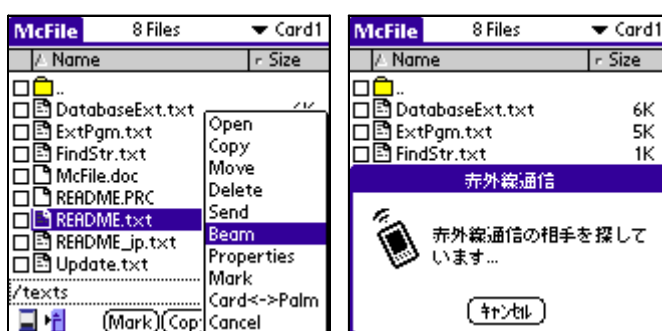 McFile 8 Files Card1
Name Size
..
DatabaseExt.txt
ExtPgm.txt
FindStr.txt
McFile.doc
README.PRC
README.txt
README_jp.txt
Update.txt
/texts
Mark Cop
Open
Copy
Move
Delete
Send
Beam
Properties
Mark
Card<->Palm
Cancel
McFile 8 Files Card1
Name Size
..
DatabaseExt.txt 6K
ExtPgm.txt 5K
FindStr.txt 1K
赤外線通信
赤外線通信の相手を探して
います...
キャンセル